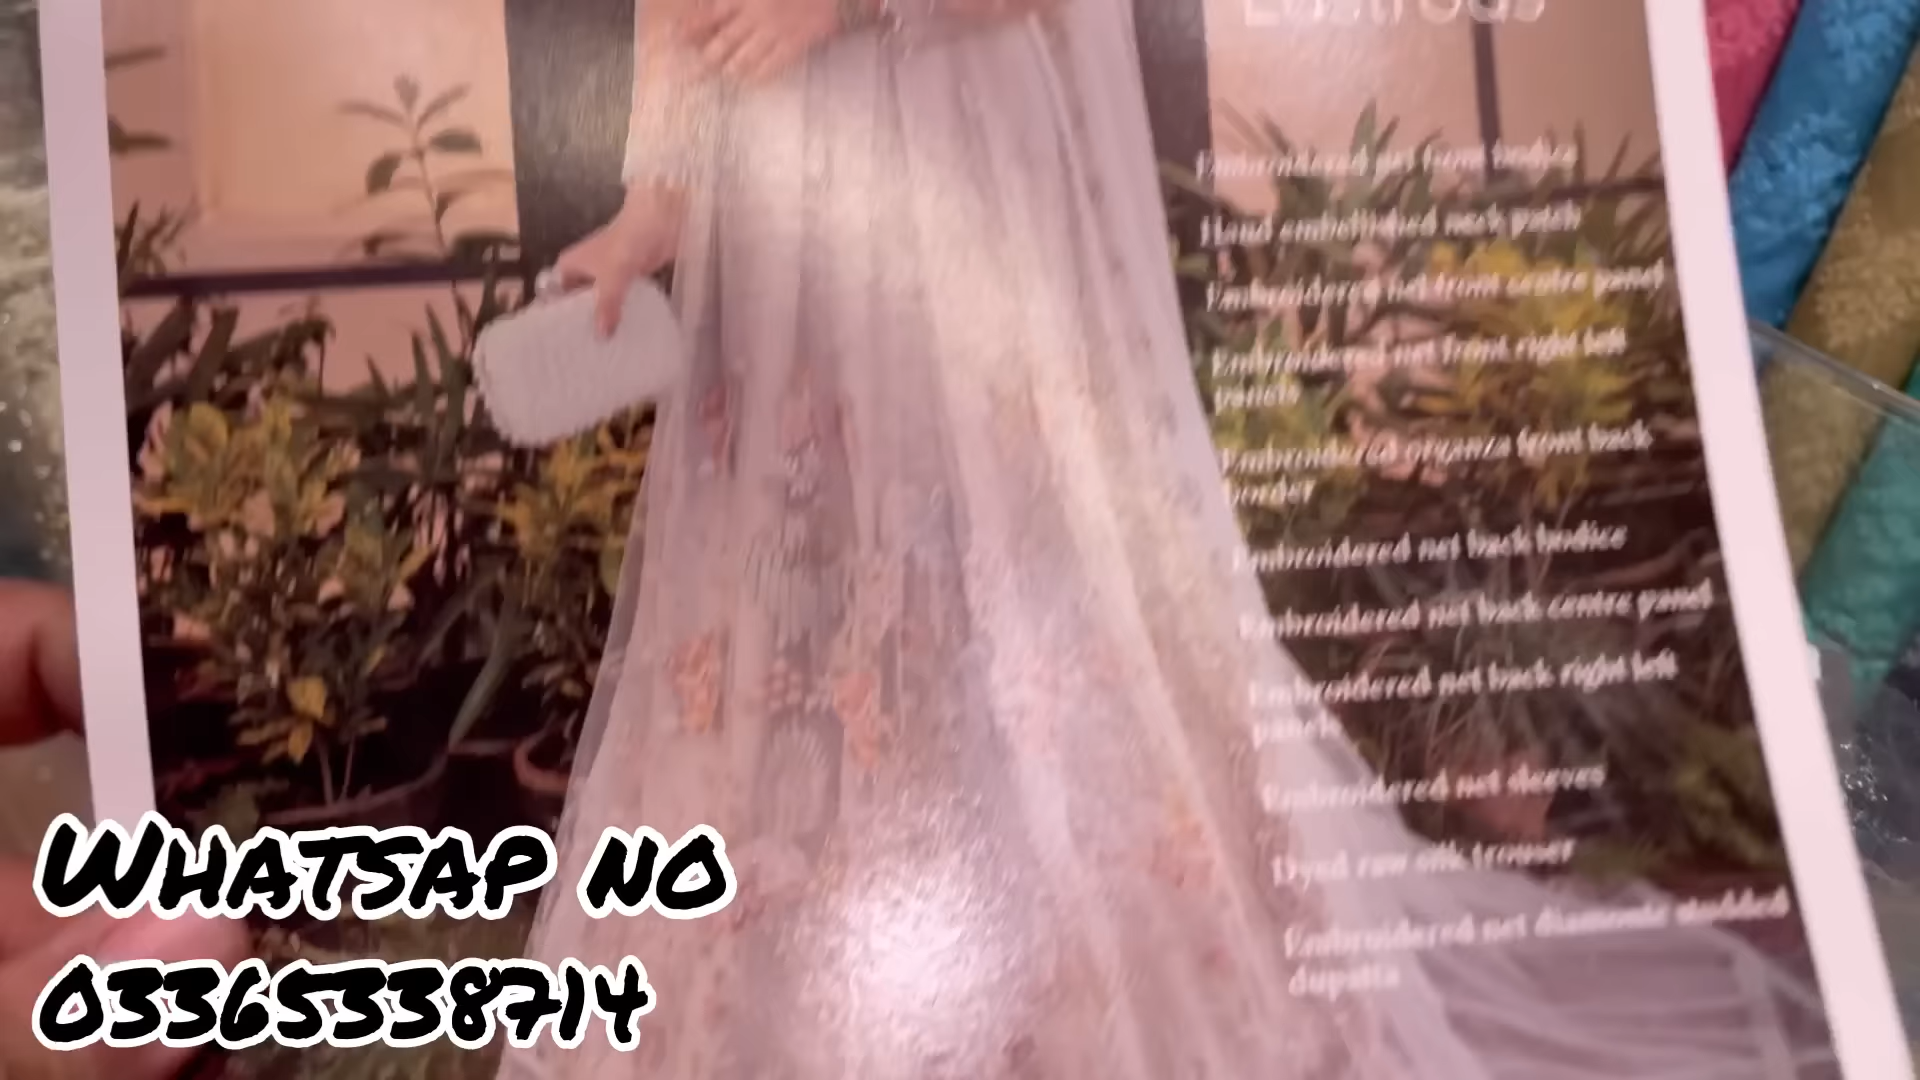 Lustrous
Embroidered net front bodice
Hand embellished neck patch
Embroidered net front centre panel
Embroidered net front right left
panels
Embroidered organza front back
border
Embroidered net back bodice
Embroidered net back centre panel
Embroidered net back right left
panels
Embroidered net sleeves
Dyed raw silk trouser
Embroidered net diamonte studded
dupatta
Whatsap no
03365338714